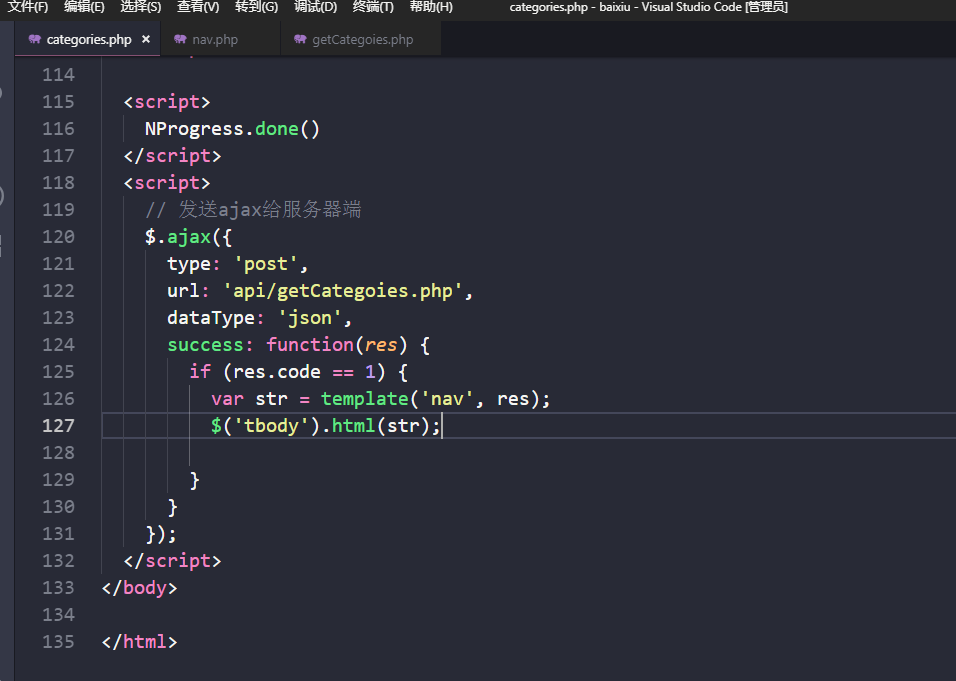 文件(F) 编辑(E) 选择(S) 查看(V) 转到(G) 调试(D) 终端(T) 帮助(H) categories.php - baixiu - Visual Studio Code [管理员]
categories.php × nav.php getCategoies.php
114
115 <script>
116 NProgress.done()
117 </script>
118 <script>
119 // 发送ajax给服务器端
120 $.ajax({
121 type: 'post',
122 url: 'api/getCategoies.php',
123 dataType: 'json',
124 success: function(res) {
125 if (res.code == 1) {
126 var str = template('nav', res);
127 $('tbody').html(str);
128
129 }
130 }
131 });
132 </script>
133 </body>
134
135 </html>